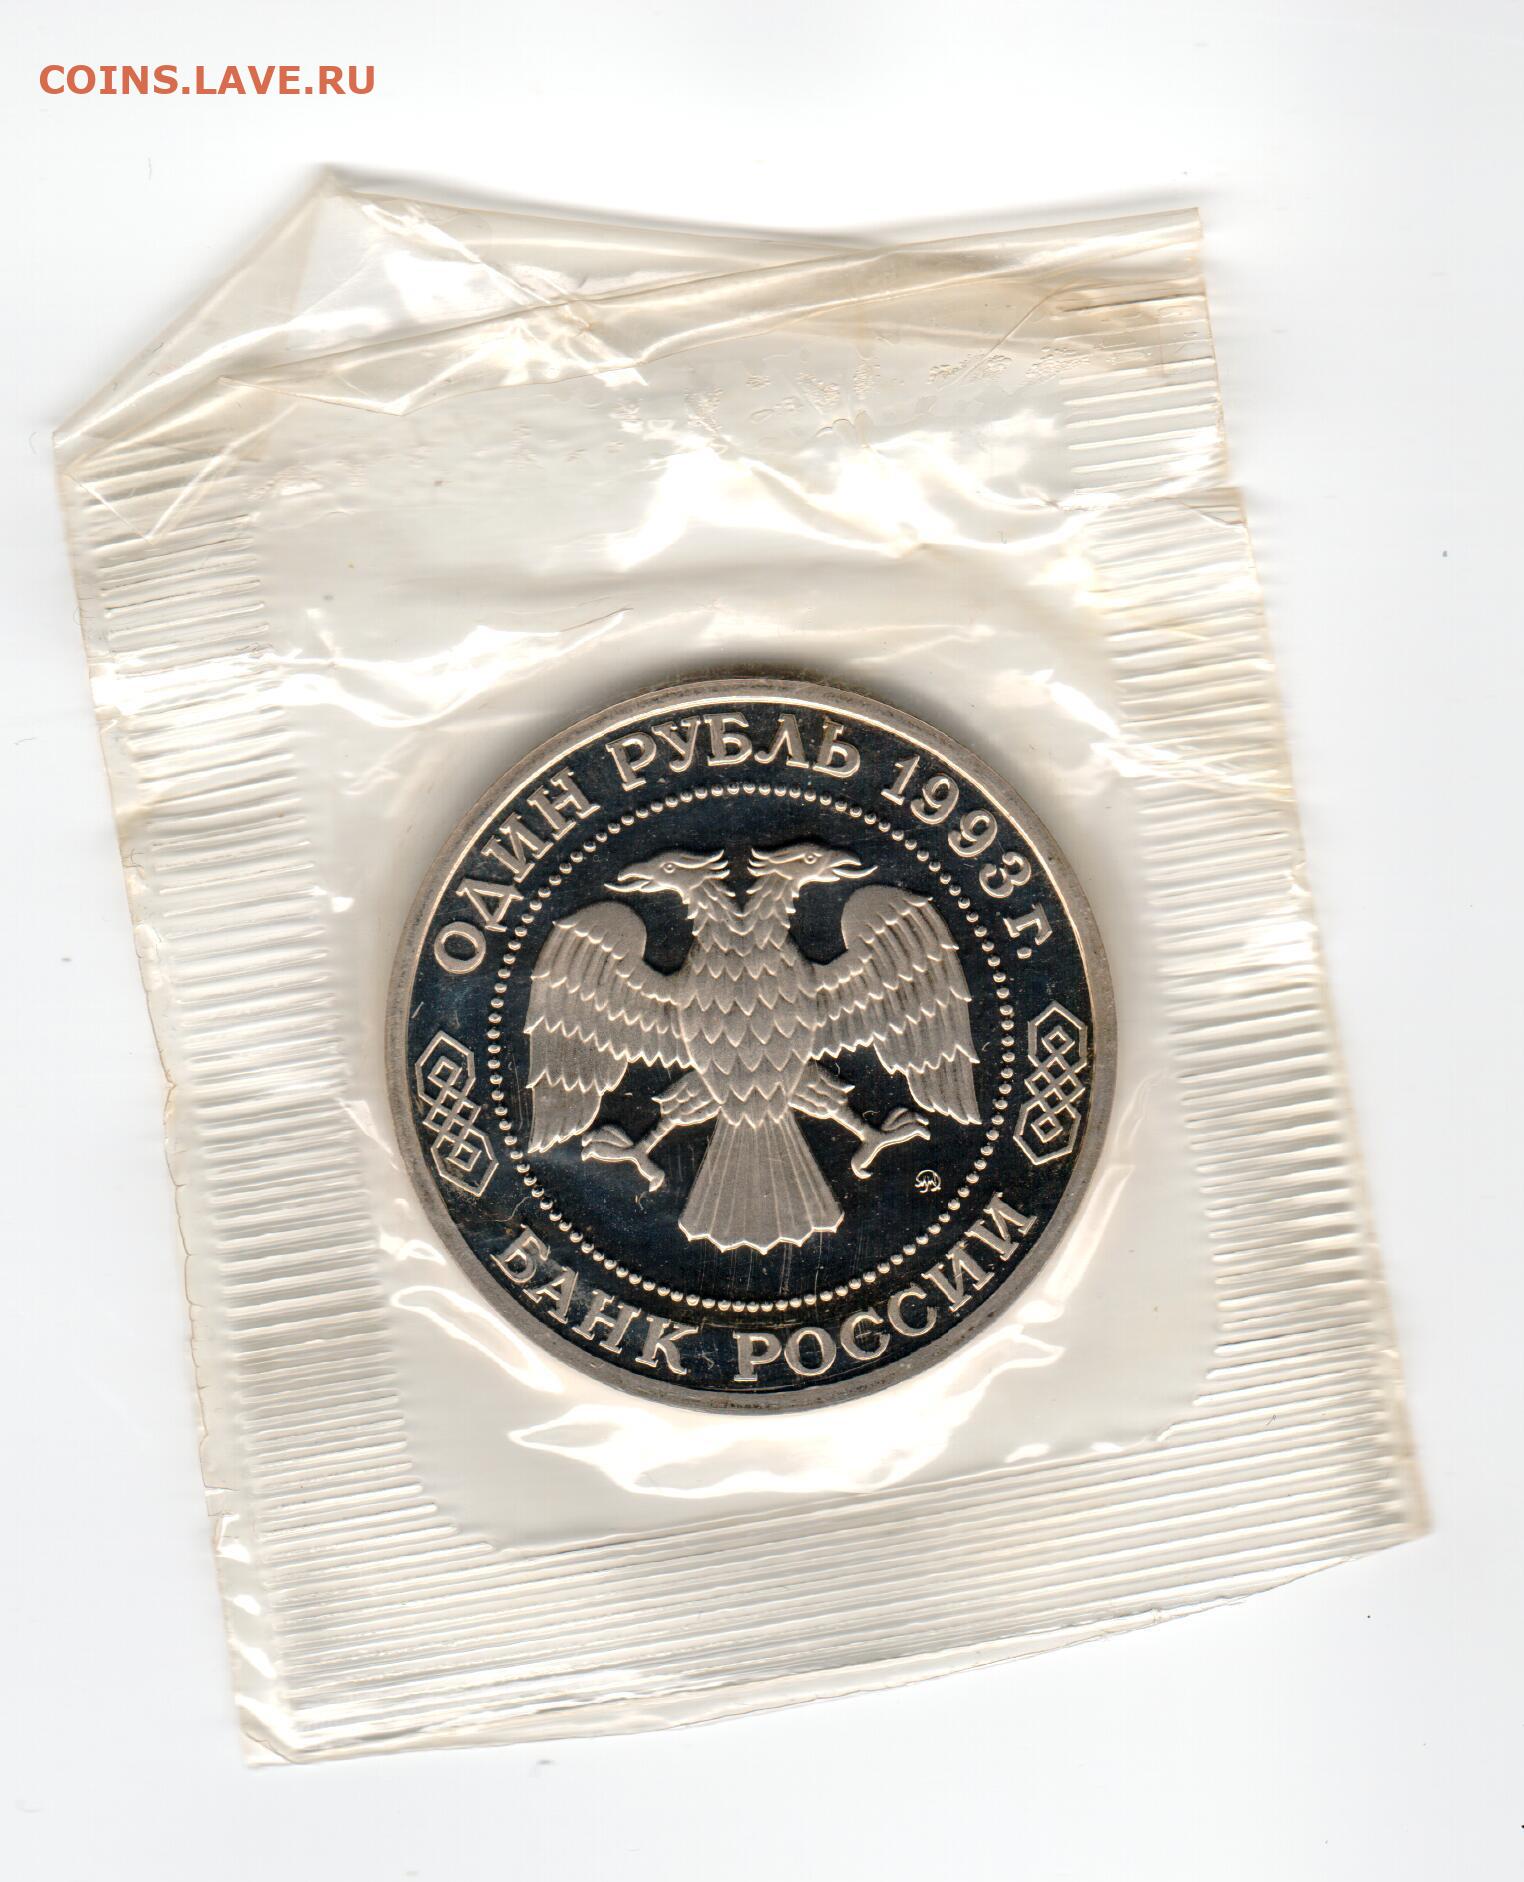 COINS.LAVE.RU
ОДИН РУБЛЬ 1993 г.
БАНК РОССИИ